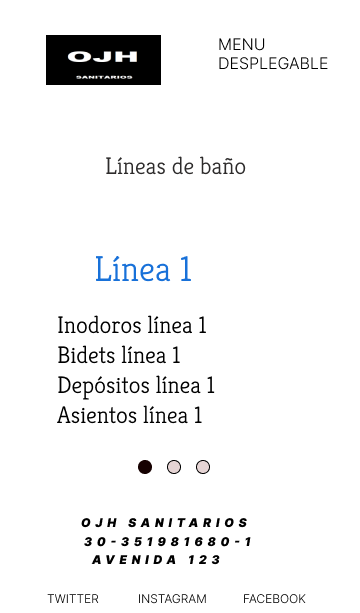 OJH
SANITARIOS
MENU
DESPLEGABLE
Líneas de baño
Línea 1
Inodoros línea 1
Bidets línea 1
Depósitos línea 1
Asientos línea 1
OJH SANITARIOS
30-351981680-1
AVENIDA 123
TWITTER INSTAGRAM FACEBOOK